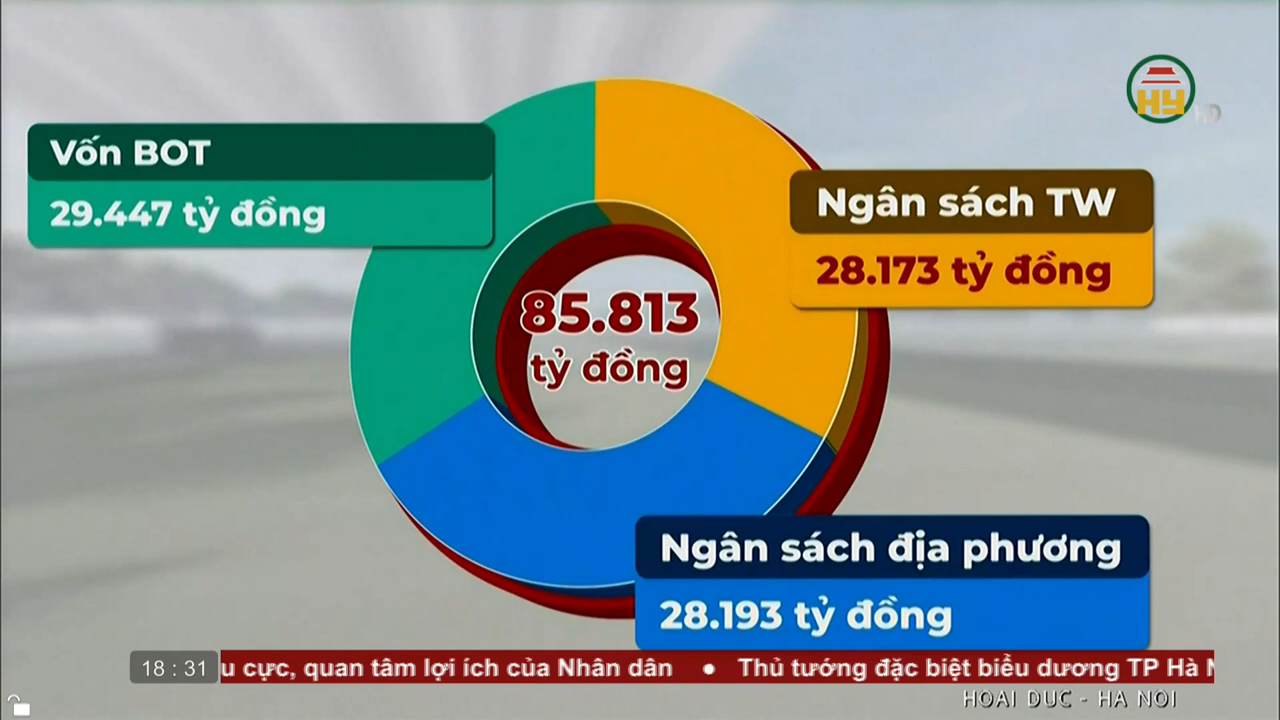 HY
HD
Vốn BOT
29.447 tỷ đồng
Ngân sách TW
28.173 tỷ đồng
85.813
tỷ đồng
Ngân sách địa phương
28.193 tỷ đồng
18 : 31
cực, quan tâm lợi ích của Nhân dân ● Thủ tướng đặc biệt biểu dương TP Hà
HOAI DUC - HA NOI